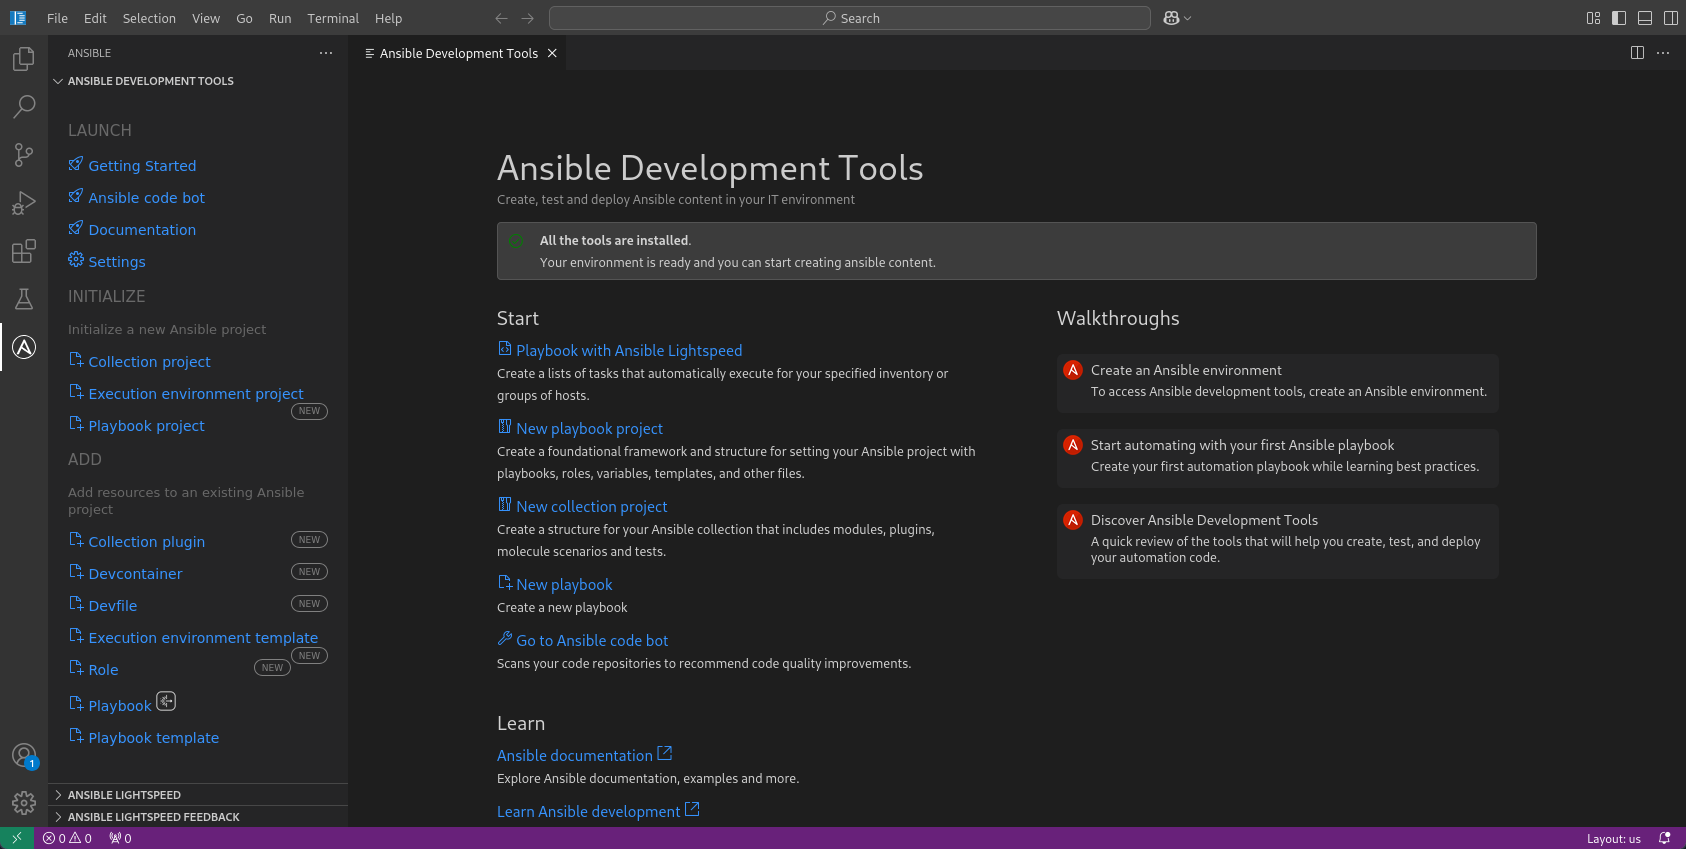 File Edit Selection View Go Run Terminal Help
Search
ANSIBLE
ANSIBLE DEVELOPMENT TOOLS
LAUNCH
Getting Started
Ansible code bot
Documentation
Settings
INITIALIZE
Initialize a new Ansible project
Collection project
Execution environment project
NEW
Playbook project
ADD
Add resources to an existing Ansible
project
Collection plugin NEW
Devcontainer NEW
Devfile NEW
Execution environment template
NEW
Role NEW
Playbook
Playbook template
ANSIBLE LIGHTSPEED
ANSIBLE LIGHTSPEED FEEDBACK
1
Ansible Development Tools
Ansible Development Tools
Create, test and deploy Ansible content in your IT environment
All the tools are installed.
Your environment is ready and you can start creating ansible content.
Start
Playbook with Ansible Lightspeed
Create a lists of tasks that automatically execute for your specified inventory or
groups of hosts.
New playbook project
Create a foundational framework and structure for setting your Ansible project with
playbooks, roles, variables, templates, and other files.
New collection project
Create a structure for your Ansible collection that includes modules, plugins,
molecule scenarios and tests.
New playbook
Create a new playbook
Go to Ansible code bot
Scans your code repositories to recommend code quality improvements.
Learn
Ansible documentation
Explore Ansible documentation, examples and more.
Learn Ansible development
Walkthroughs
Create an Ansible environment
To access Ansible development tools, create an Ansible environment.
Start automating with your first Ansible playbook
Create your first automation playbook while learning best practices.
Discover Ansible Development Tools
A quick review of the tools that will help you create, test, and deploy
your automation code.
0 0 0
Layout: us